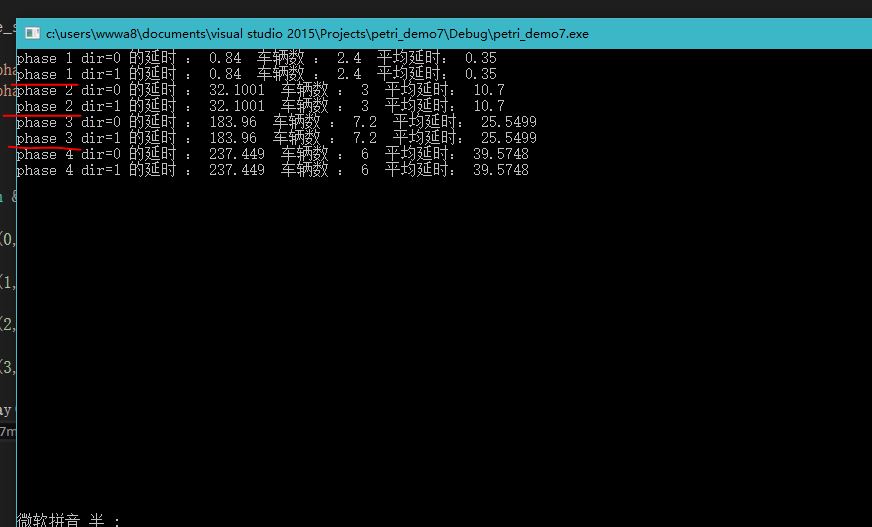 c:\users\wwwa8\documents\visual studio 2015\Projects\petri_demo7\Debug\petri_demo7.exe
phase 1 dir=0 的延时 : 0.84 车辆数 : 2.4 平均延时: 0.35
phase 1 dir=1 的延时 : 0.84 车辆数 : 2.4 平均延时: 0.35
phase 2 dir=0 的延时 : 32.1001 车辆数 : 3 平均延时: 10.7
phase 2 dir=1 的延时 : 32.1001 车辆数 : 3 平均延时: 10.7
phase 3 dir=0 的延时 : 183.96 车辆数 : 7.2 平均延时: 25.5499
phase 3 dir=1 的延时 : 183.96 车辆数 : 7.2 平均延时: 25.5499
phase 4 dir=0 的延时 : 237.449 车辆数 : 6 平均延时: 39.5748
phase 4 dir=1 的延时 : 237.449 车辆数 : 6 平均延时: 39.5748
(0,
(1,
(2,
(3,
微软拼音 半 :